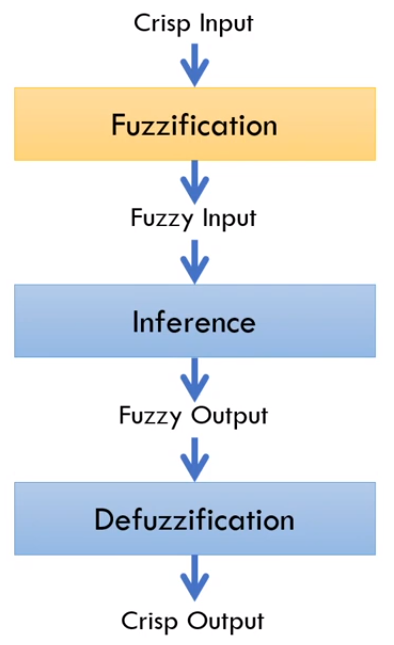 Crisp Input
Fuzzification
Fuzzy Input
Inference
Fuzzy Output
Defuzzification
Crisp Output